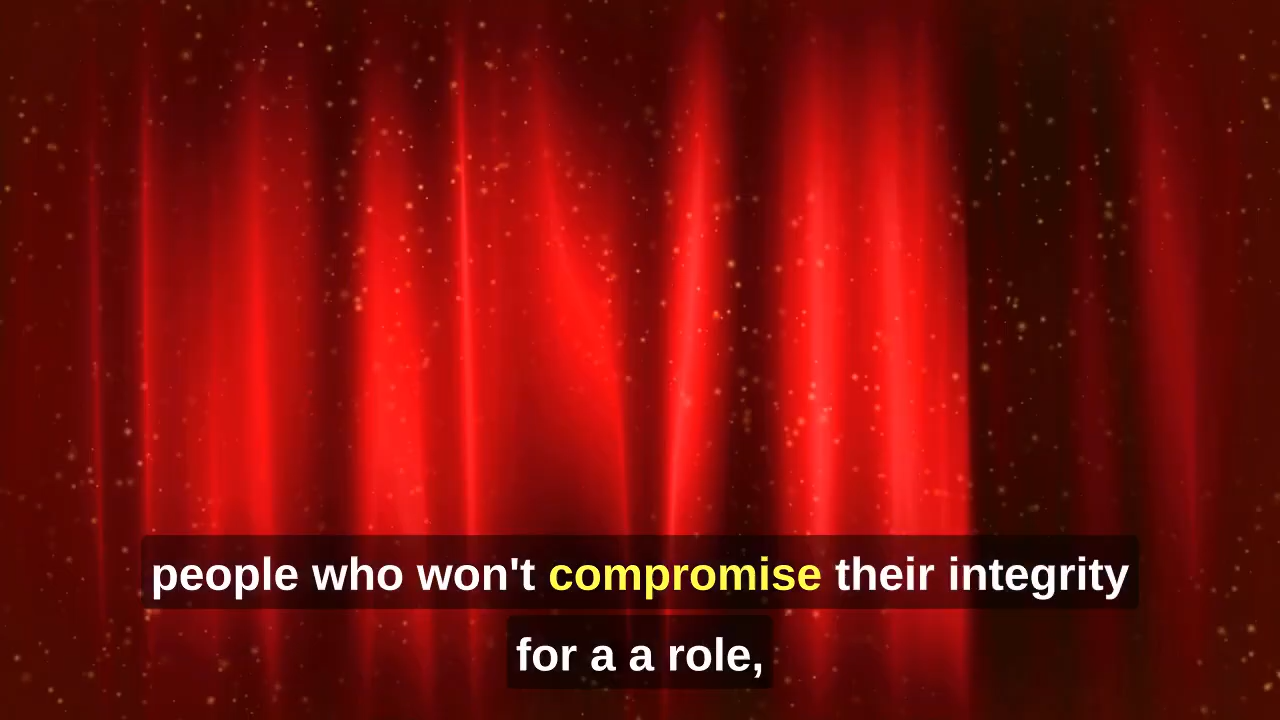 people who won't compromise their integrity
for a a role,